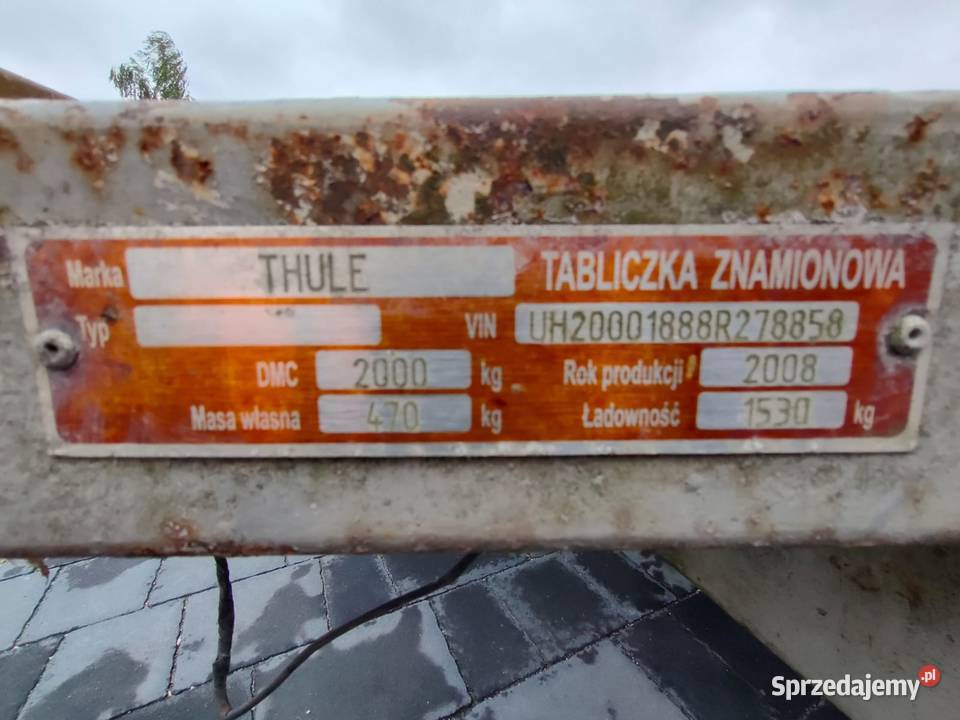 Marka THULE TABLICZKA ZNAMIONOWA
Typ VIN UH20001888R278858
DMC 2000 kg Rok produkcji 2008
Masa własna 470 kg Ładowność 1530 kg
Sprzedajemy.pl